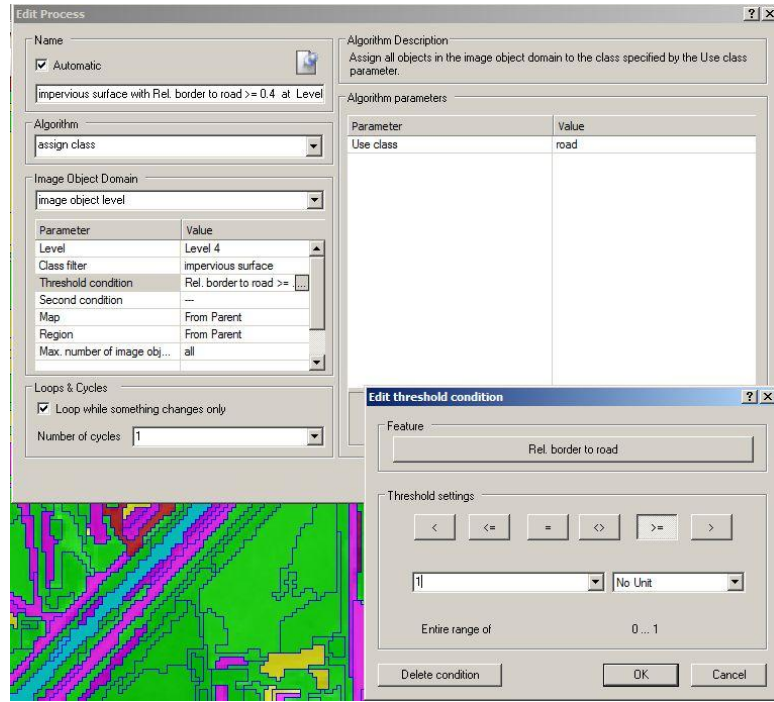 Edit Process
Name
Automatic
impervious surface with Rel. border to road >= 0.4 at Level
Algorithm
assign class
Image Object Domain
image object level
Parameter Value
Level Level 4
Class filter impervious surface
Threshold condition Rel. border to road >= ....
Second condition ---
Map From Parent
Region From Parent
Max. number of image obj... all
Loops & Cycles
Loop while something changes only
Number of cycles 1
Algorithm Description
Assign all objects in the image object domain to the class specified by the Use class
parameter.
Algorithm parameters
Parameter Value
Use class road
Edit threshold condition
Feature
Rel. border to road
Threshold settings
< <= = <> >= >
1 No Unit
Entire range of 0 ... 1
Delete condition OK Cancel